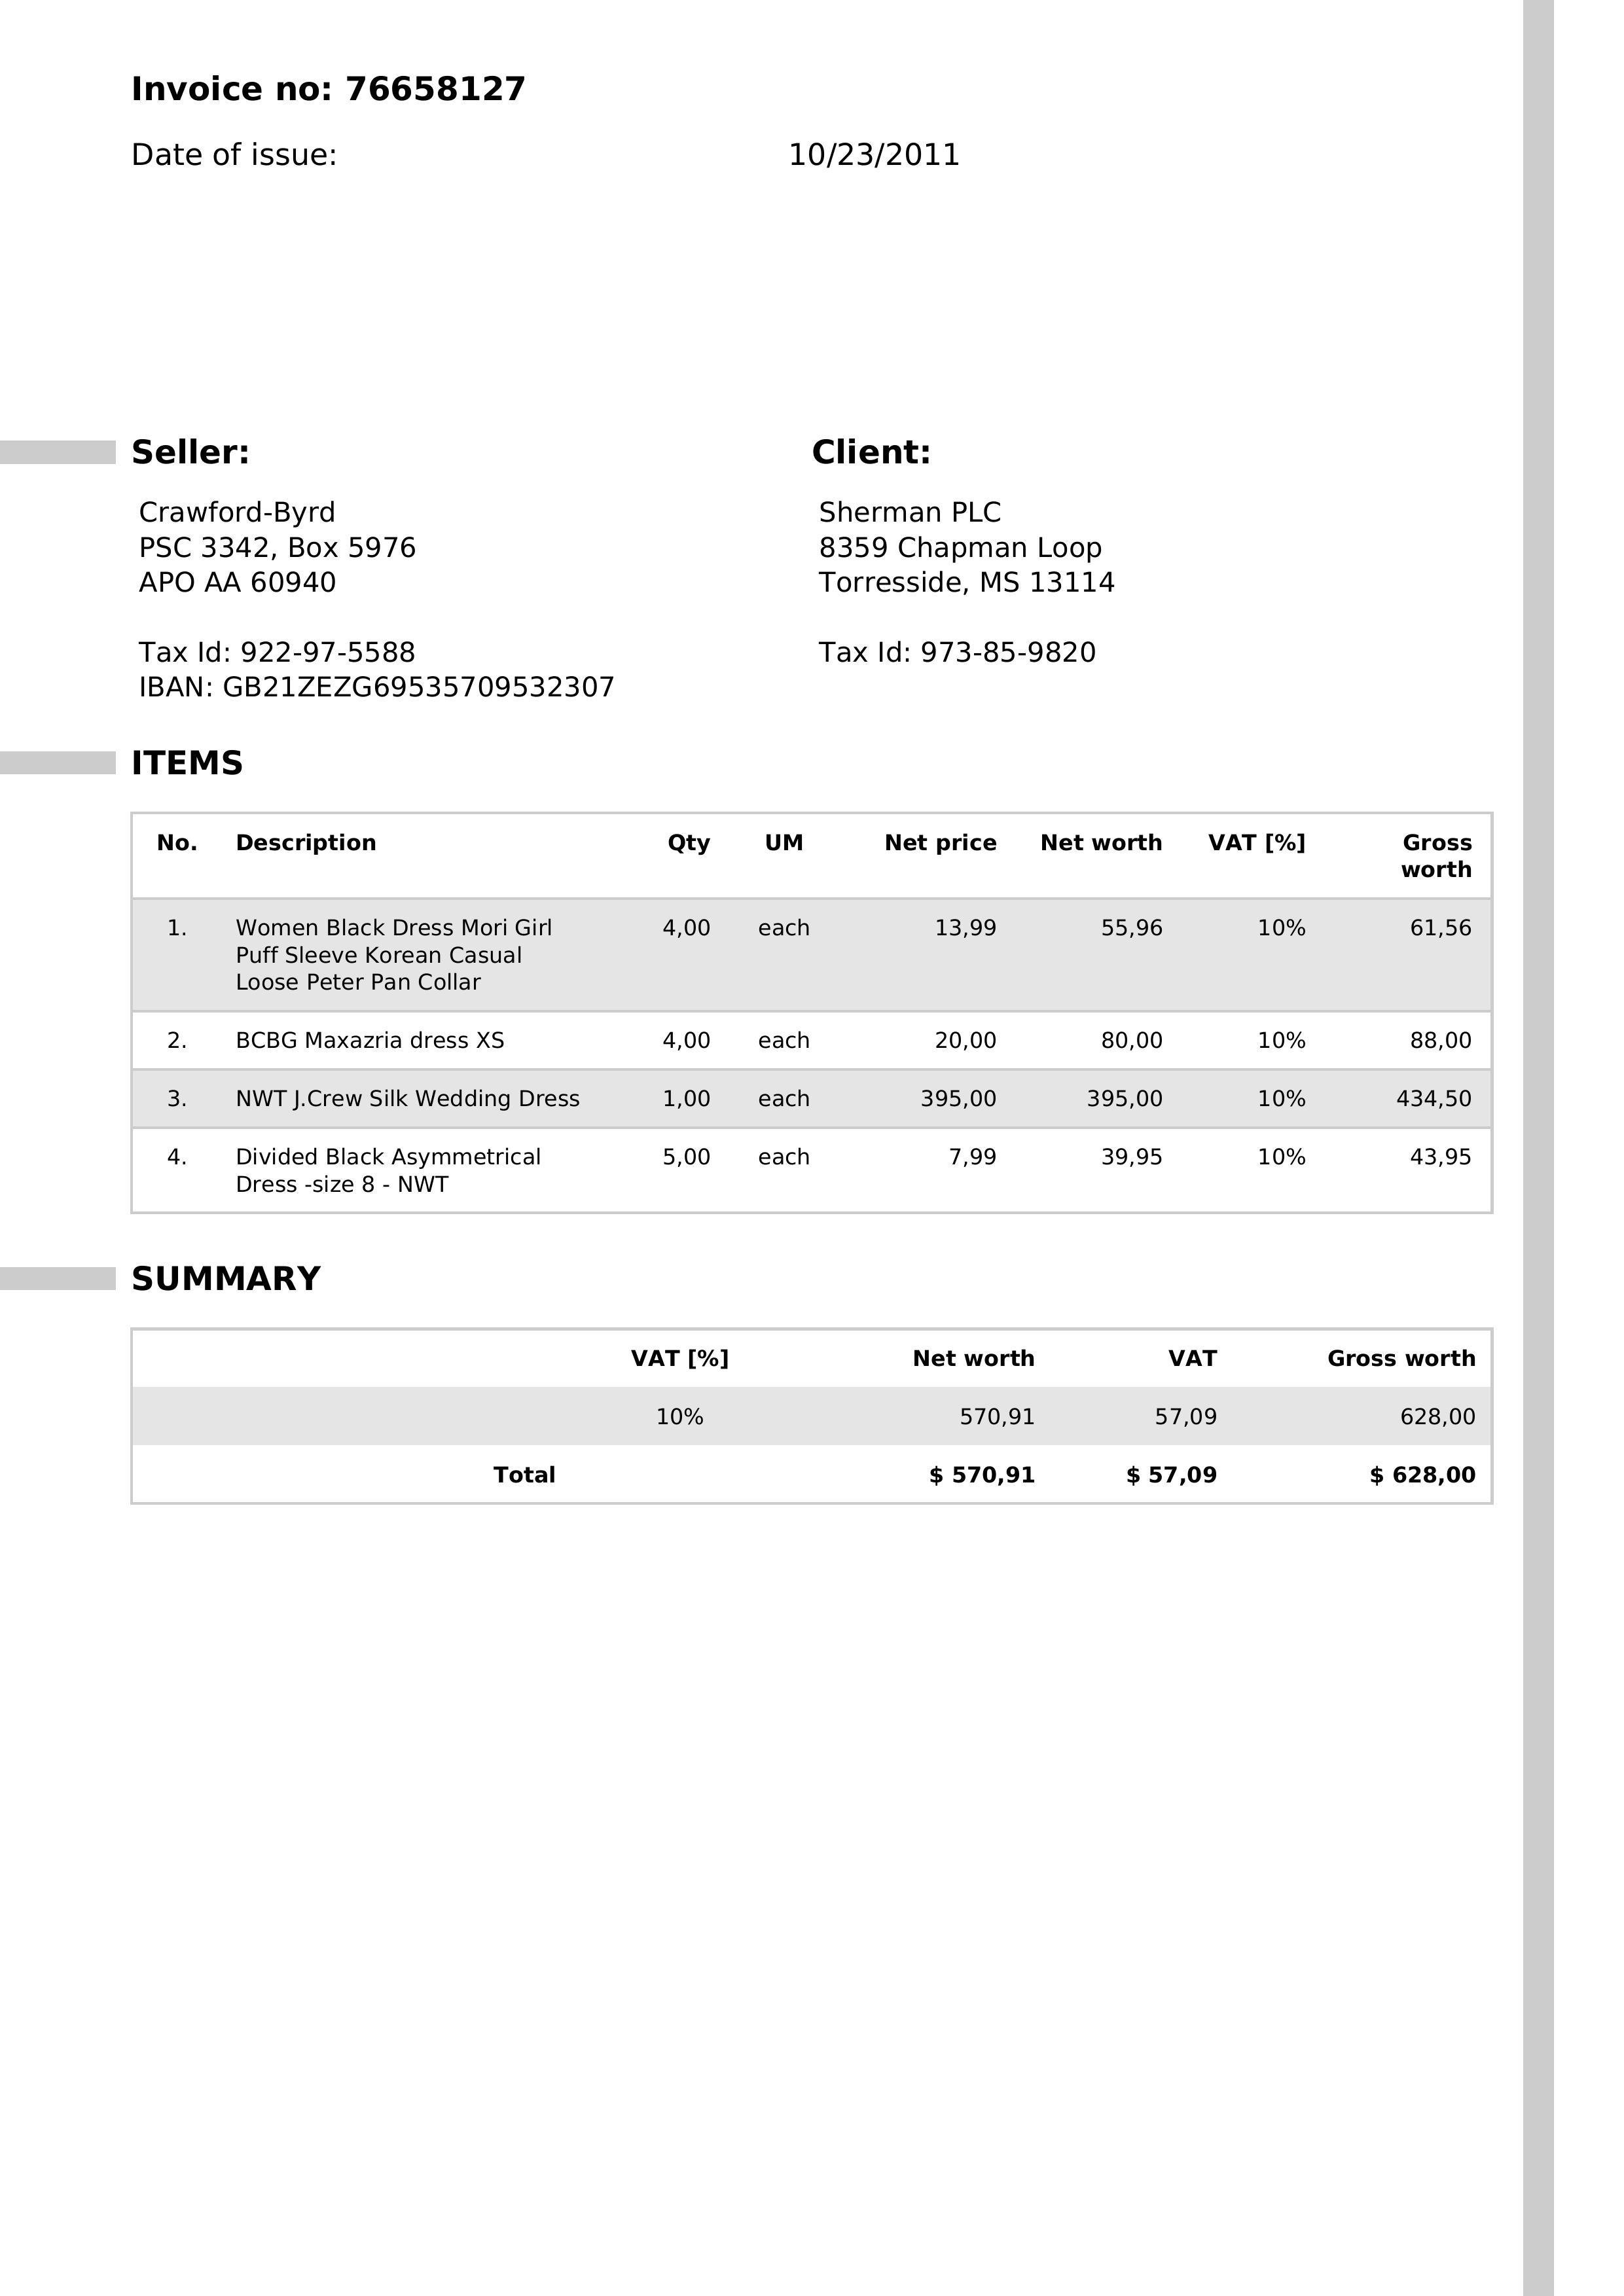 Invoice no: 76658127
Date of issue: 10/23/2011
Seller:
Crawford-Byrd
PSC 3342, Box 5976
APO AA 60940
Tax Id: 922-97-5588
IBAN: GB21ZEZG69535709532307
Client:
Sherman PLC
8359 Chapman Loop
Torresside, MS 13114
Tax Id: 973-85-9820
ITEMS
No. Description Qty UM Net price Net worth VAT [%] Gross
worth
1. Women Black Dress Mori Girl 4,00 each 13,99 55,96 10% 61,56
Puff Sleeve Korean Casual
Loose Peter Pan Collar
2. BCBG Maxazria dress XS 4,00 each 20,00 80,00 10% 88,00
3. NWT J.Crew Silk Wedding Dress 1,00 each 395,00 395,00 10% 434,50
4. Divided Black Asymmetrical 5,00 each 7,99 39,95 10% 43,95
Dress -size 8 - NWT
SUMMARY
VAT [%] Net worth VAT Gross worth
10% 570,91 57,09 628,00
Total $ 570,91 $ 57,09 $ 628,00